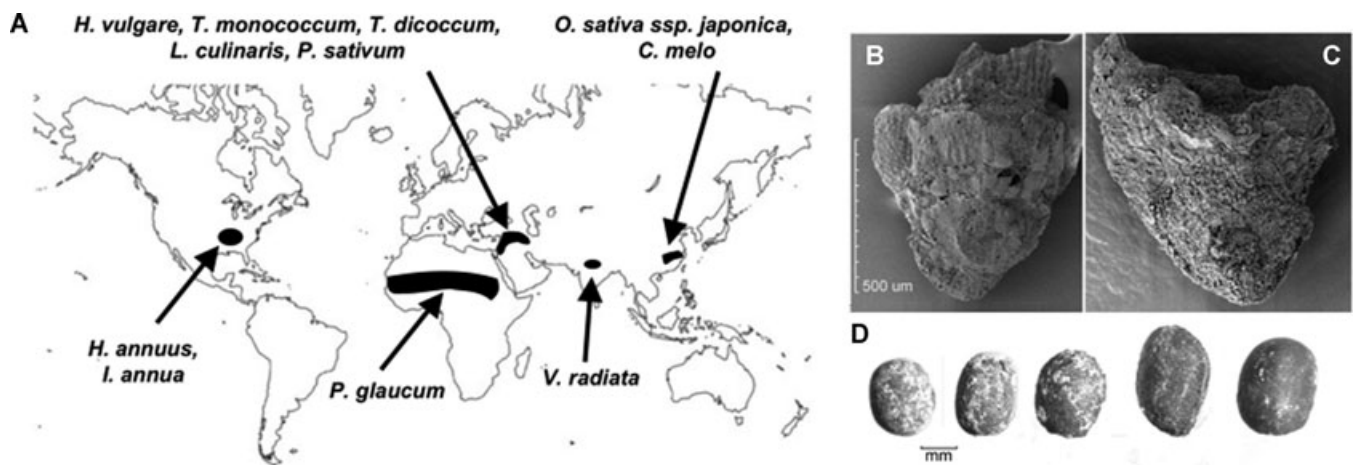 A
H. vulgare, T. monococcum, T. dicoccum,
L. culinaris, P. sativum
O. sativa ssp. japonica,
C. melo
H. annuus,
I. annua
P. glaucum
V. radiata
B
500 um
C
D
mm